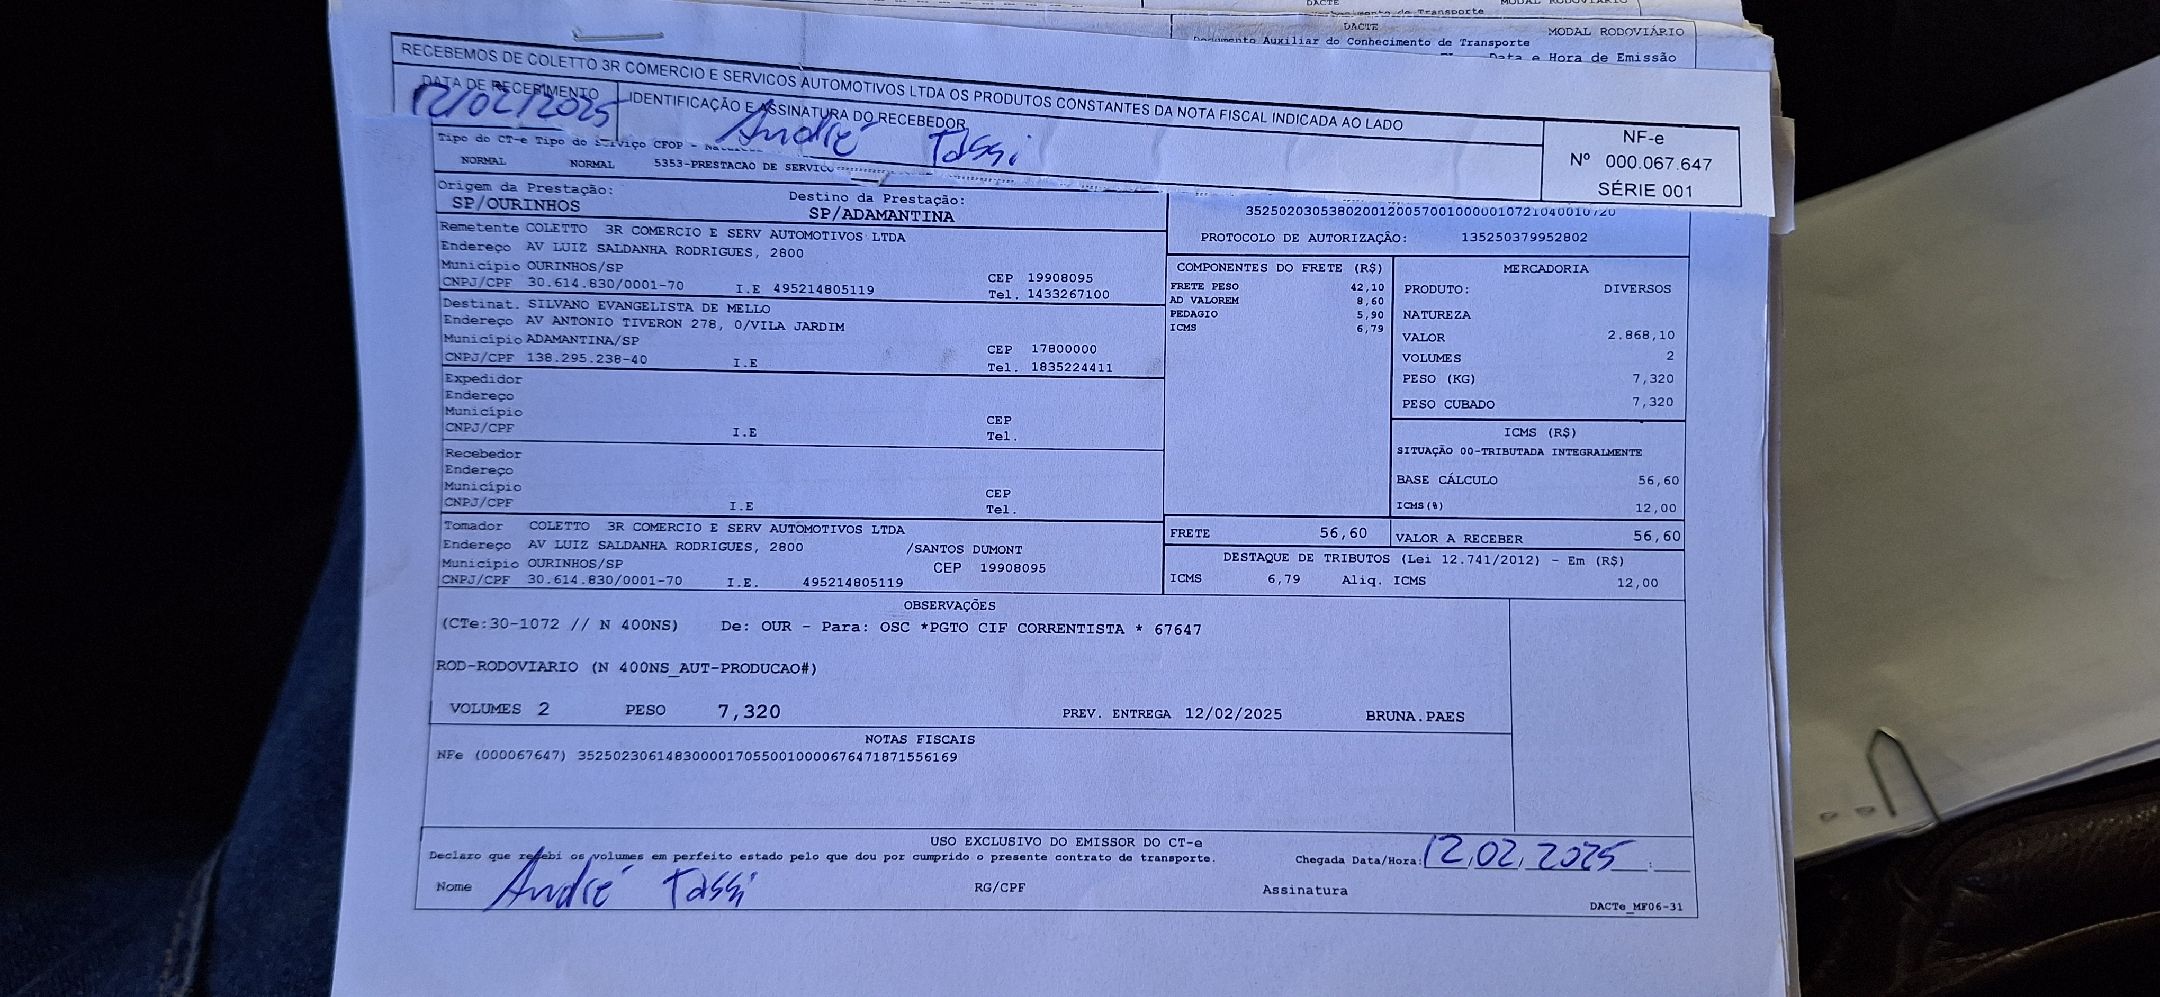 DACTE
MODAL RODOVIÁRIO
Documento Auxiliar do Conhecimento de Transporte
Data e Hora de Emissão
RECEBEMOS DE COLETTO 3R COMERCIO E SERVICOS AUTOMOTIVOS LTDA OS PRODUTOS CONSTANTES DA NOTA FISCAL INDICADA AO LADO
DATA DE RECEBIMENTO
12/02/2025
IDENTIFICAÇÃO E ASSINATURA DO RECEBEDOR
André Tassi
NF-e
Nº 000.067.647
SÉRIE 001
Tipo do CT-e Tipo do Serviço CFOP -
NORMAL NORMAL 5353-PRESTACAO DE SERVICO
Origem da Prestação:
SP/OURINHOS
Destino da Prestação:
SP/ADAMANTINA
PROTOCOLO DE AUTORIZAÇÃO: 135250379952802
Remetente COLETTO 3R COMERCIO E SERV AUTOMOTIVOS LTDA
Endereço AV LUIZ SALDANHA RODRIGUES, 2800
Município OURINHOS/SP CEP 19908095
CNPJ/CPF 30.614.830/0001-70 I.E 495214805119 Tel. 1433267100
Destinat. SILVANO EVANGELISTA DE MELLO
Endereço AV ANTONIO TIVERON 278, 0/VILA JARDIM
Município ADAMANTINA/SP CEP 17800000
CNPJ/CPF 138.295.238-40 I.E Tel. 1835224411
Expedidor
Endereço
Município CEP
CNPJ/CPF I.E Tel.
Recebedor
Endereço
Município CEP
CNPJ/CPF I.E Tel.
Tomador COLETTO 3R COMERCIO E SERV AUTOMOTIVOS LTDA
Endereço AV LUIZ SALDANHA RODRIGUES, 2800 /SANTOS DUMONT
Município OURINHOS/SP CEP 19908095
CNPJ/CPF 30.614.830/0001-70 I.E. 495214805119
COMPONENTES DO FRETE (R$)
FRETE PESO 42,10
AD VALOREM 8,60
PEDAGIO 5,90
ICMS 6,79
FRETE 56,60
MERCADORIA
PRODUTO: DIVERSOS
NATUREZA
VALOR 2.868,10
VOLUMES 2
PESO (KG) 7,320
PESO CUBADO 7,320
ICMS (R$)
SITUAÇÃO 00-TRIBUTADA INTEGRALMENTE
BASE CÁLCULO 56,60
ICMS(%) 12,00
VALOR A RECEBER 56,60
DESTAQUE DE TRIBUTOS (Lei 12.741/2012) - Em (R$)
ICMS 6,79 Aliq. ICMS 12,00
OBSERVAÇÕES
(CTe:30-1072 // N 400NS) De: OUR - Para: OSC *PGTO CIF CORRENTISTA * 67647
ROD-RODOVIARIO (N 400NS_AUT-PRODUCAO#)
VOLUMES 2 PESO 7,320 PREV. ENTREGA 12/02/2025 BRUNA.PAES
NOTAS FISCAIS
NFe (000067647) 35250230614830000170550010000676471871556169
USO EXCLUSIVO DO EMISSOR DO CT-e
Declaro que recebi os volumes em perfeito estado pelo que dou por cumprido o presente contrato de transporte.
Chegada Data/Hora: 12,02,2025
Nome André Tassi RG/CPF Assinatura
DACTe_MF06-31